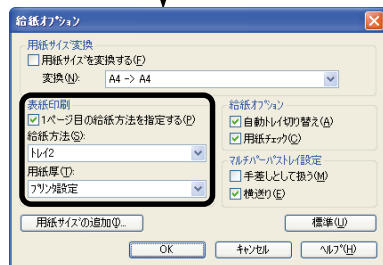 給紙オプション
用紙サイズ変換
用紙サイズを変換する(F)
変換(N): A4 -> A4
表紙印刷
1ページ目の給紙方法を指定する(P)
給紙方法(S):
トレイ2
用紙厚(T):
プリンタ設定
給紙オプション
自動トレイ切り替え(A)
用紙チェック(C)
マルチパーパストレイ設定
手差しとして扱う(M)
横送り(E)
用紙サイズの追加(I)...
標準(U)
OK
キャンセル
ヘルプ(H)